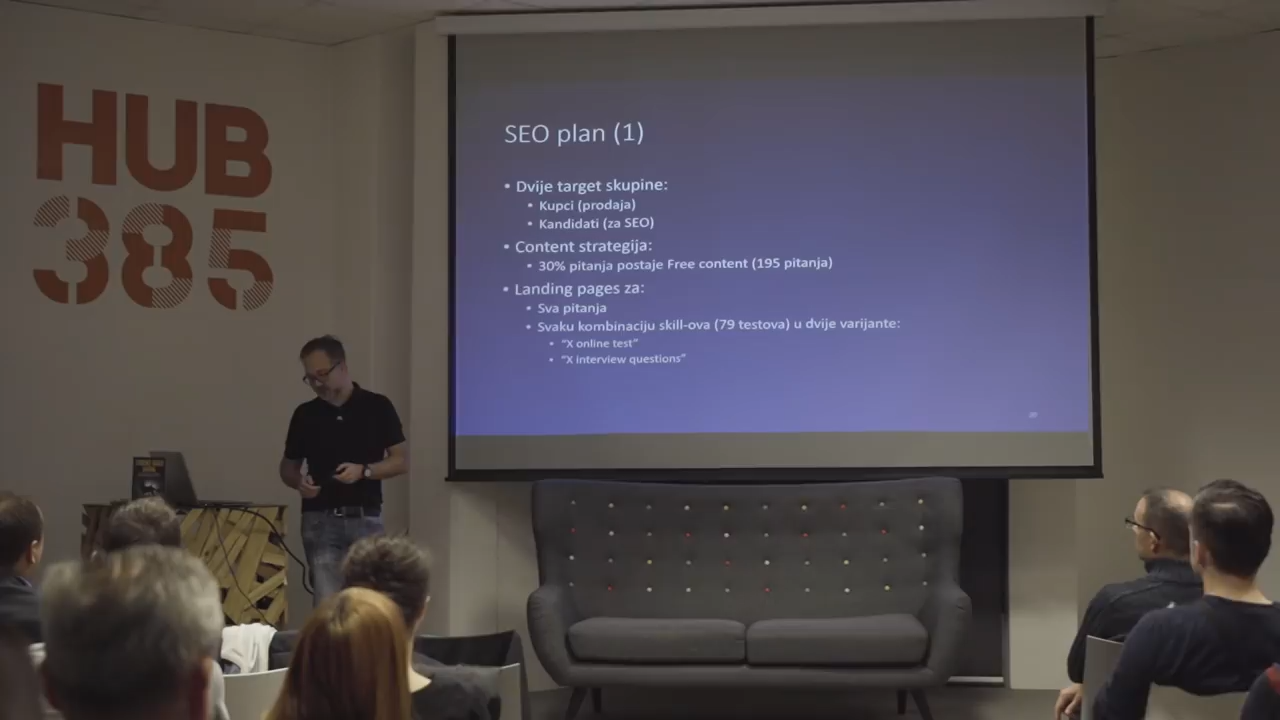 HUB
385
SEO plan (1)
• Dvije target skupine:
• Kupci (prodaja)
• Kandidati (za SEO)
• Content strategija:
• 30% pitanja postaje Free content (195 pitanja)
• Landing pages za:
• Sva pitanja
• Svaku kombinaciju skill-ova (79 testova) u dvije varijante:
• "X online test"
• "X interview questions"